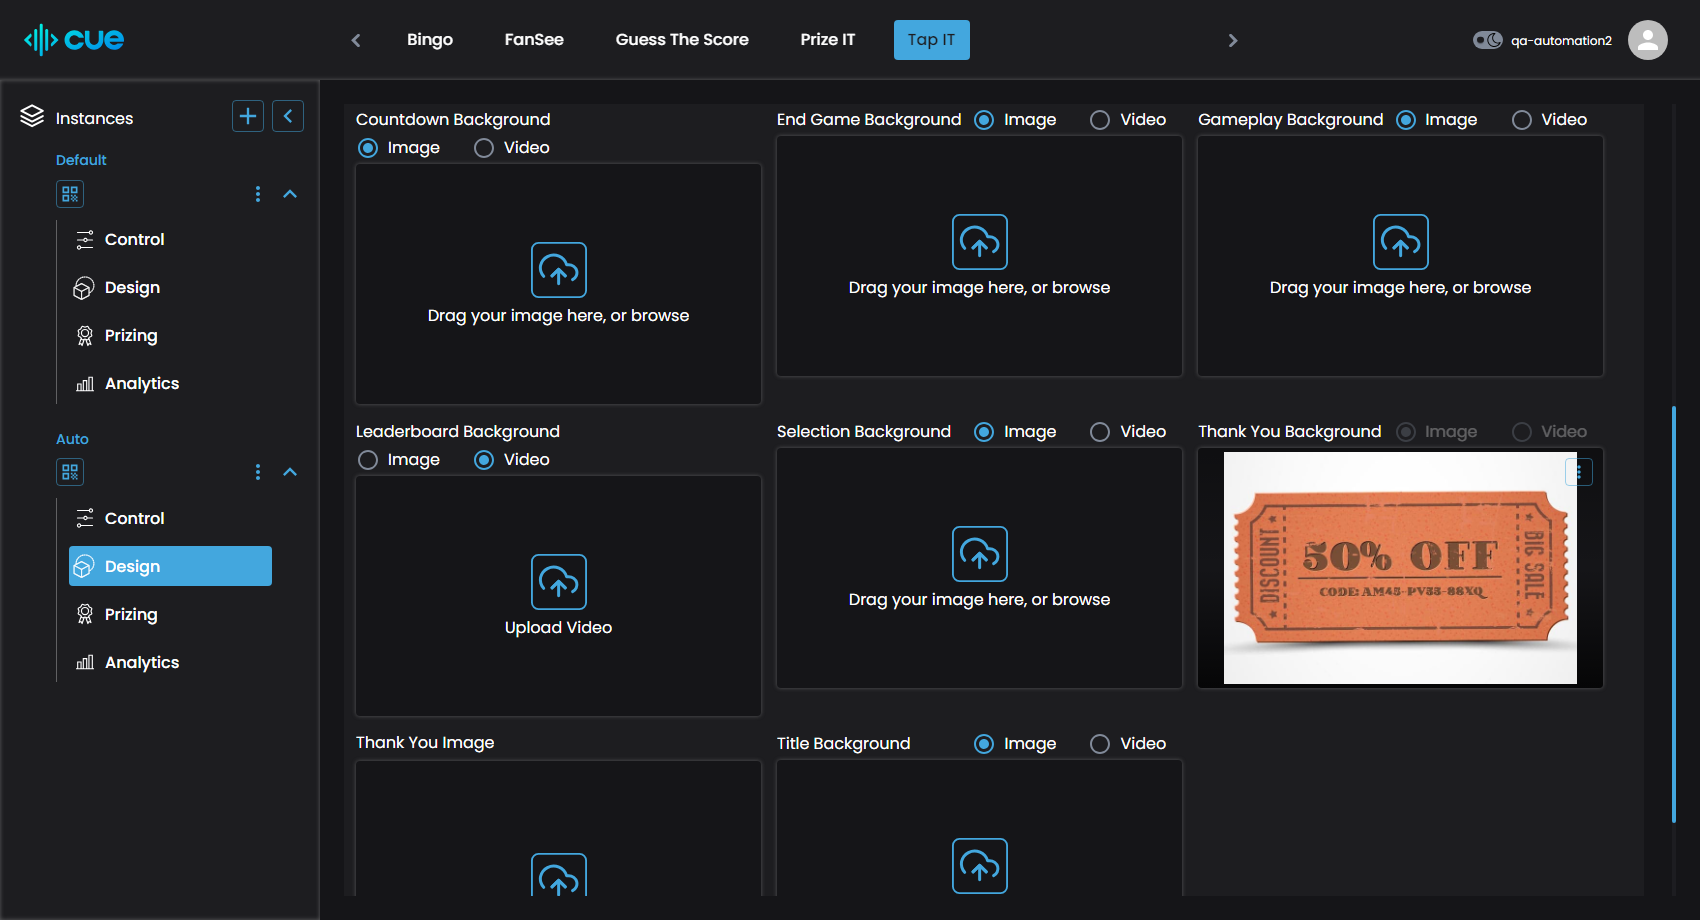 cue
Bingo
FanSee
Guess The Score
Prize IT
Tap IT
qa-automation2
Instances
Default
Control
Design
Prizing
Analytics
Auto
Control
Design
Prizing
Analytics
Countdown Background
Image
Video
Drag your image here, or browse
End Game Background
Image
Video
Drag your image here, or browse
Gameplay Background
Image
Video
Drag your image here, or browse
Leaderboard Background
Image
Video
Upload Video
Selection Background
Image
Video
Drag your image here, or browse
Thank You Background
Image
Video
DISCOUNT
50% OFF
CODE: AM45-PV33-88XQ
BIG SALE
Thank You Image
Title Background
Image
Video